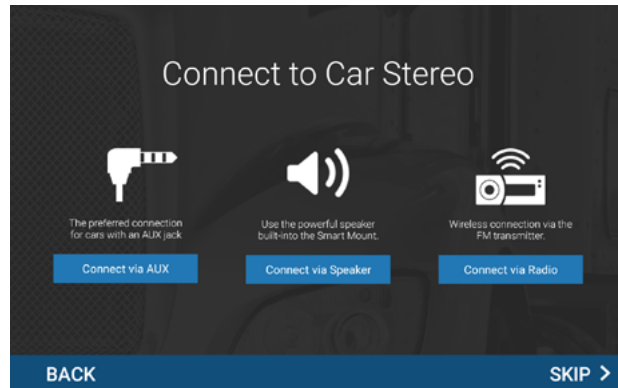 Connect to Car Stereo
The preferred connection
for cars with an AUX jack
Use the powerful speaker
built-into the Smart Mount.
Wireless connection via the
FM transmitter.
Connect via AUX
Connect via Speaker
Connect via Radio
BACK
SKIP >